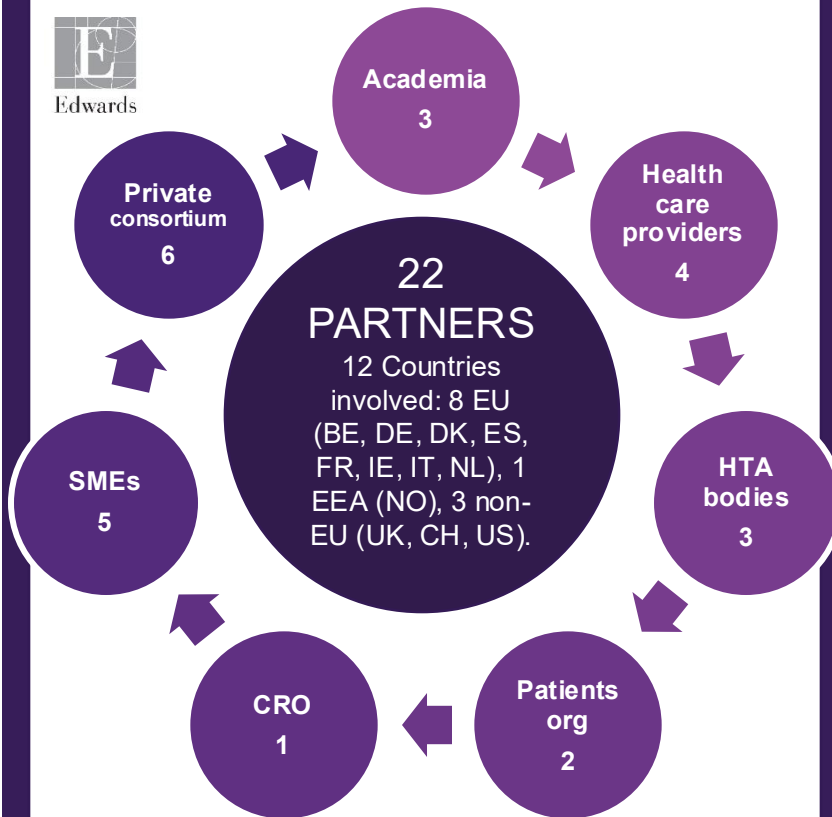 E
Edwards
Academia
3
Health
care
providers
4
HTA
bodies
3
Patients
org
2
CRO
1
SMEs
5
Private
consortium
6
22
PARTNERS
12 Countries
involved: 8 EU
(BE, DE, DK, ES,
FR, IE, IT, NL), 1
EEA (NO), 3 non-
EU (UK, CH, US).